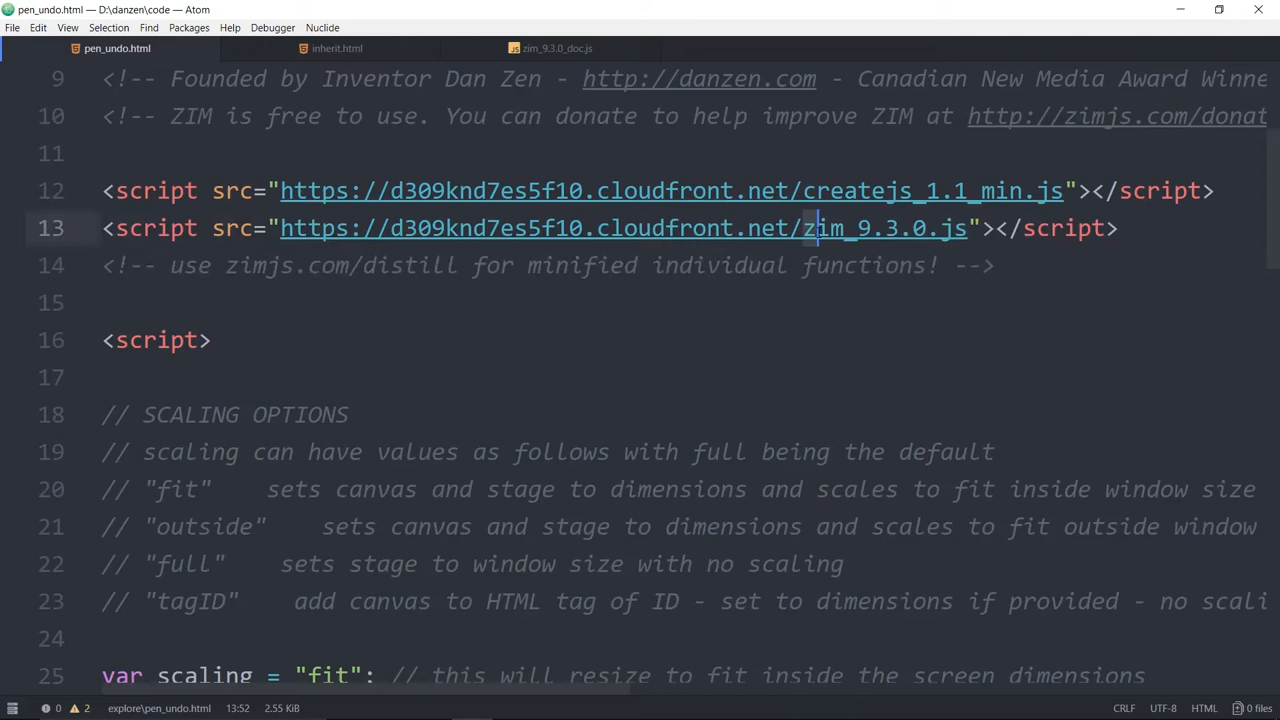 pen_undo.html — D:\danzen\code — Atom
File Edit View Selection Find Packages Help Debugger Nuclide
pen_undo.html inherit.html zim_9.3.0_doc.js
9 <!-- Founded by Inventor Dan Zen - http://danzen.com - Canadian New Media Award Winne
10 <!-- ZIM is free to use. You can donate to help improve ZIM at http://zimjs.com/donat
11
12 <script src="https://d309knd7es5f10.cloudfront.net/createjs_1.1_min.js"></script>
13 <script src="https://d309knd7es5f10.cloudfront.net/zim_9.3.0.js"></script>
14 <!-- use zimjs.com/distill for minified individual functions! -->
15
16 <script>
17
18 // SCALING OPTIONS
19 // scaling can have values as follows with full being the default
20 // "fit" sets canvas and stage to dimensions and scales to fit inside window size
21 // "outside" sets canvas and stage to dimensions and scales to fit outside window
22 // "full" sets stage to window size with no scaling
23 // "tagID" add canvas to HTML tag of ID - set to dimensions if provided - no scali
24
25 var scaling = "fit"; // this will resize to fit inside the screen dimensions
0 2 explore\pen_undo.html 13:52 2.55 KiB CRLF UTF-8 HTML 0 files